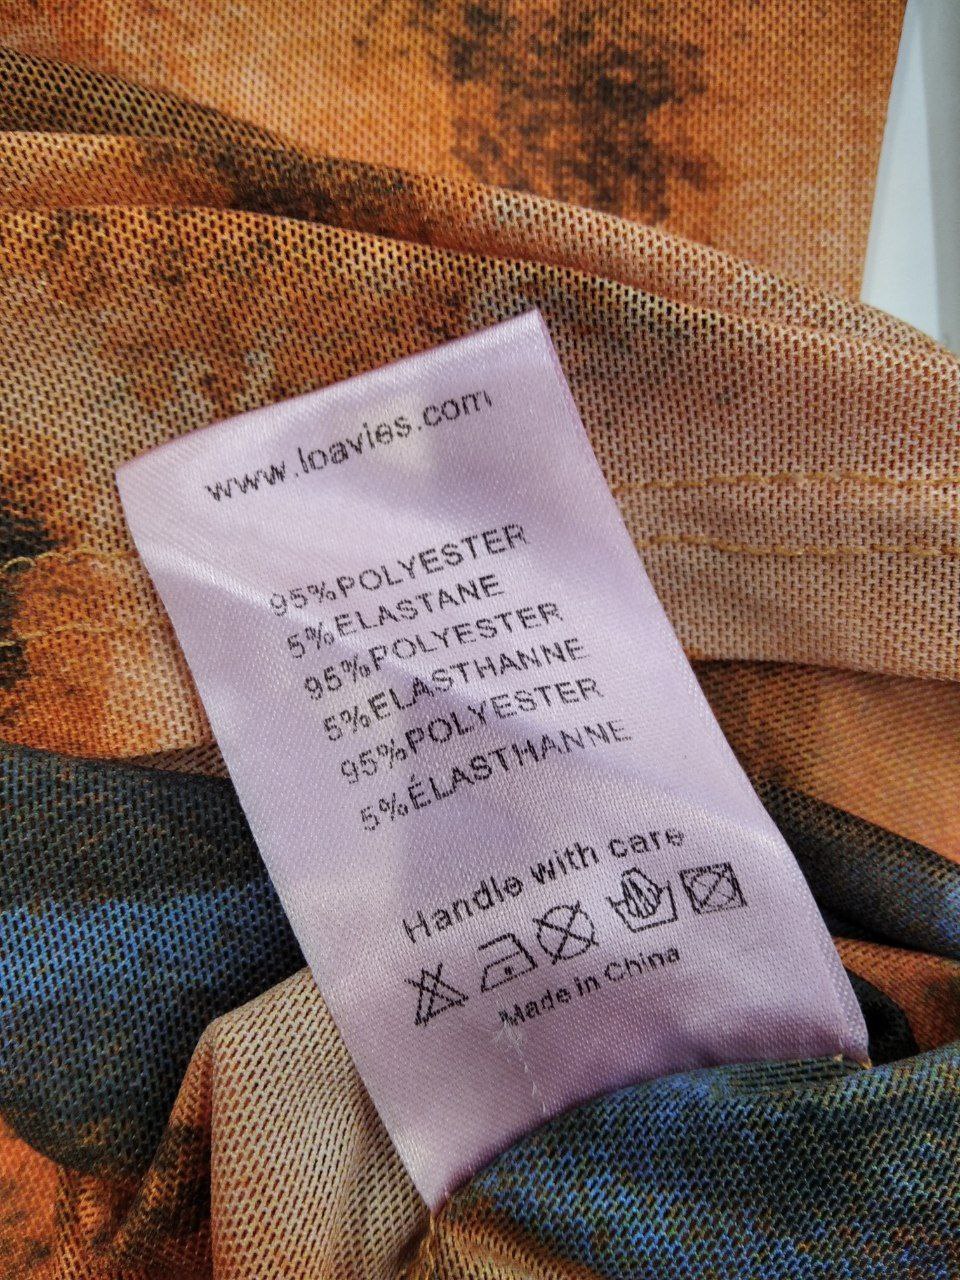 www.loavies.com
95%POLYESTER
5%ELASTANE
95%POLYESTER
5%ELASTHANNE
95%POLYESTER
5%ÉLASTHANNE
Handle with care
Made in China